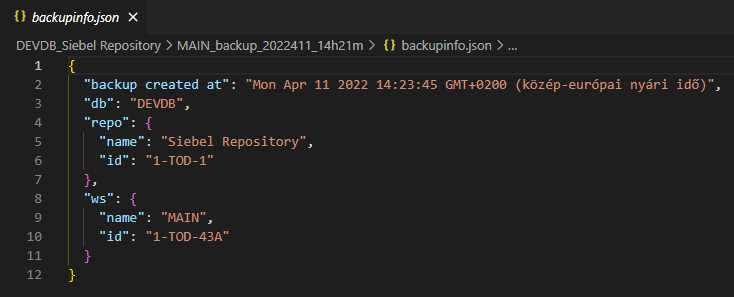 {} backupinfo.json ×
DEVDB_Siebel Repository > MAIN_backup_2022411_14h21m > {} backupinfo.json > ...
1 {
2 "backup created at": "Mon Apr 11 2022 14:23:45 GMT+0200 (közép-európai nyári idő)",
3 "db": "DEVDB",
4 "repo": {
5 "name": "Siebel Repository",
6 "id": "1-TOD-1"
7 },
8 "ws": {
9 "name": "MAIN",
10 "id": "1-TOD-43A"
11 }
12 }